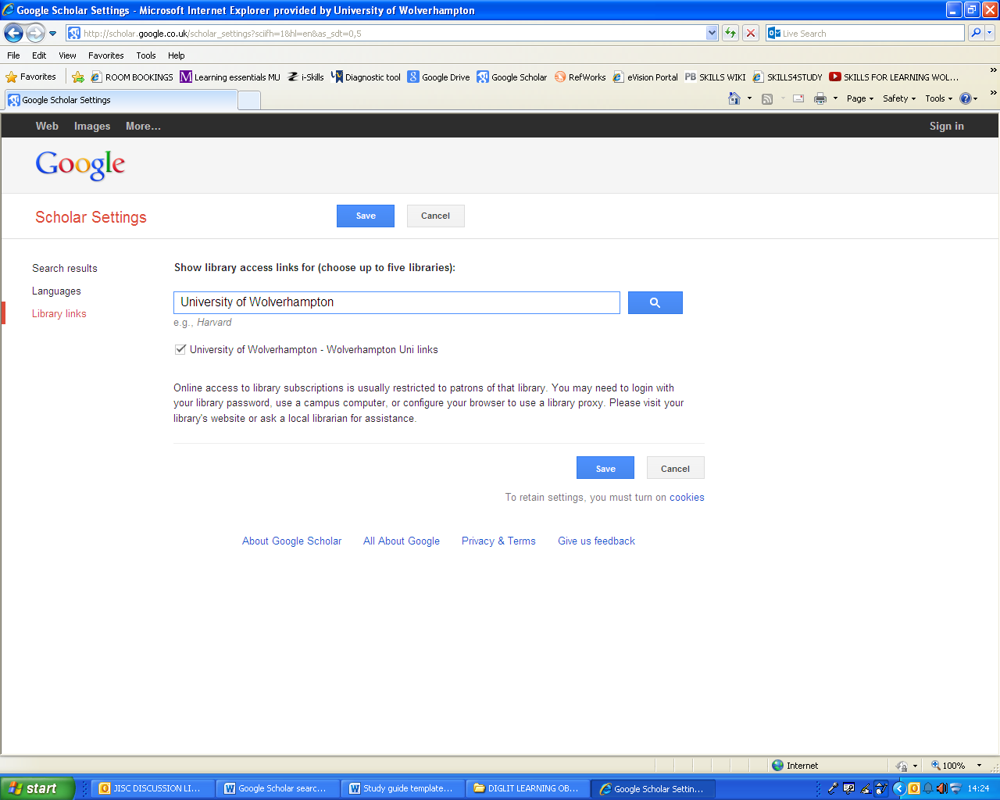 Google Scholar Settings - Microsoft Internet Explorer provided by University of Wolverhampton
http://scholar.google.co.uk/scholar_settings?sciifh=1&hl=en&as_sdt=0,5
Live Search
File Edit View Favorites Tools Help
Favorites ROOM BOOKINGS Learning essentials MU i-Skills Diagnostic tool Google Drive Google Scholar RefWorks eVision Portal PB SKILLS WIKI SKILLS4STUDY SKILLS FOR LEARNING WOL...
Google Scholar Settings
Page Safety Tools
Web Images More... Sign in
Google
Scholar Settings
Save Cancel
Search results
Languages
Library links
Show library access links for (choose up to five libraries):
University of Wolverhampton
e.g., Harvard
University of Wolverhampton - Wolverhampton Uni links
Online access to library subscriptions is usually restricted to patrons of that library. You may need to login with
your library password, use a campus computer, or configure your browser to use a library proxy. Please visit your
library's website or ask a local librarian for assistance.
Save Cancel
To retain settings, you must turn on cookies
About Google Scholar All About Google Privacy & Terms Give us feedback
Internet 100%
start JISC DISCUSSION LI... Google Scholar searc... Study guide template... DIGLIT LEARNING OB... Google Scholar Settin... 14:24